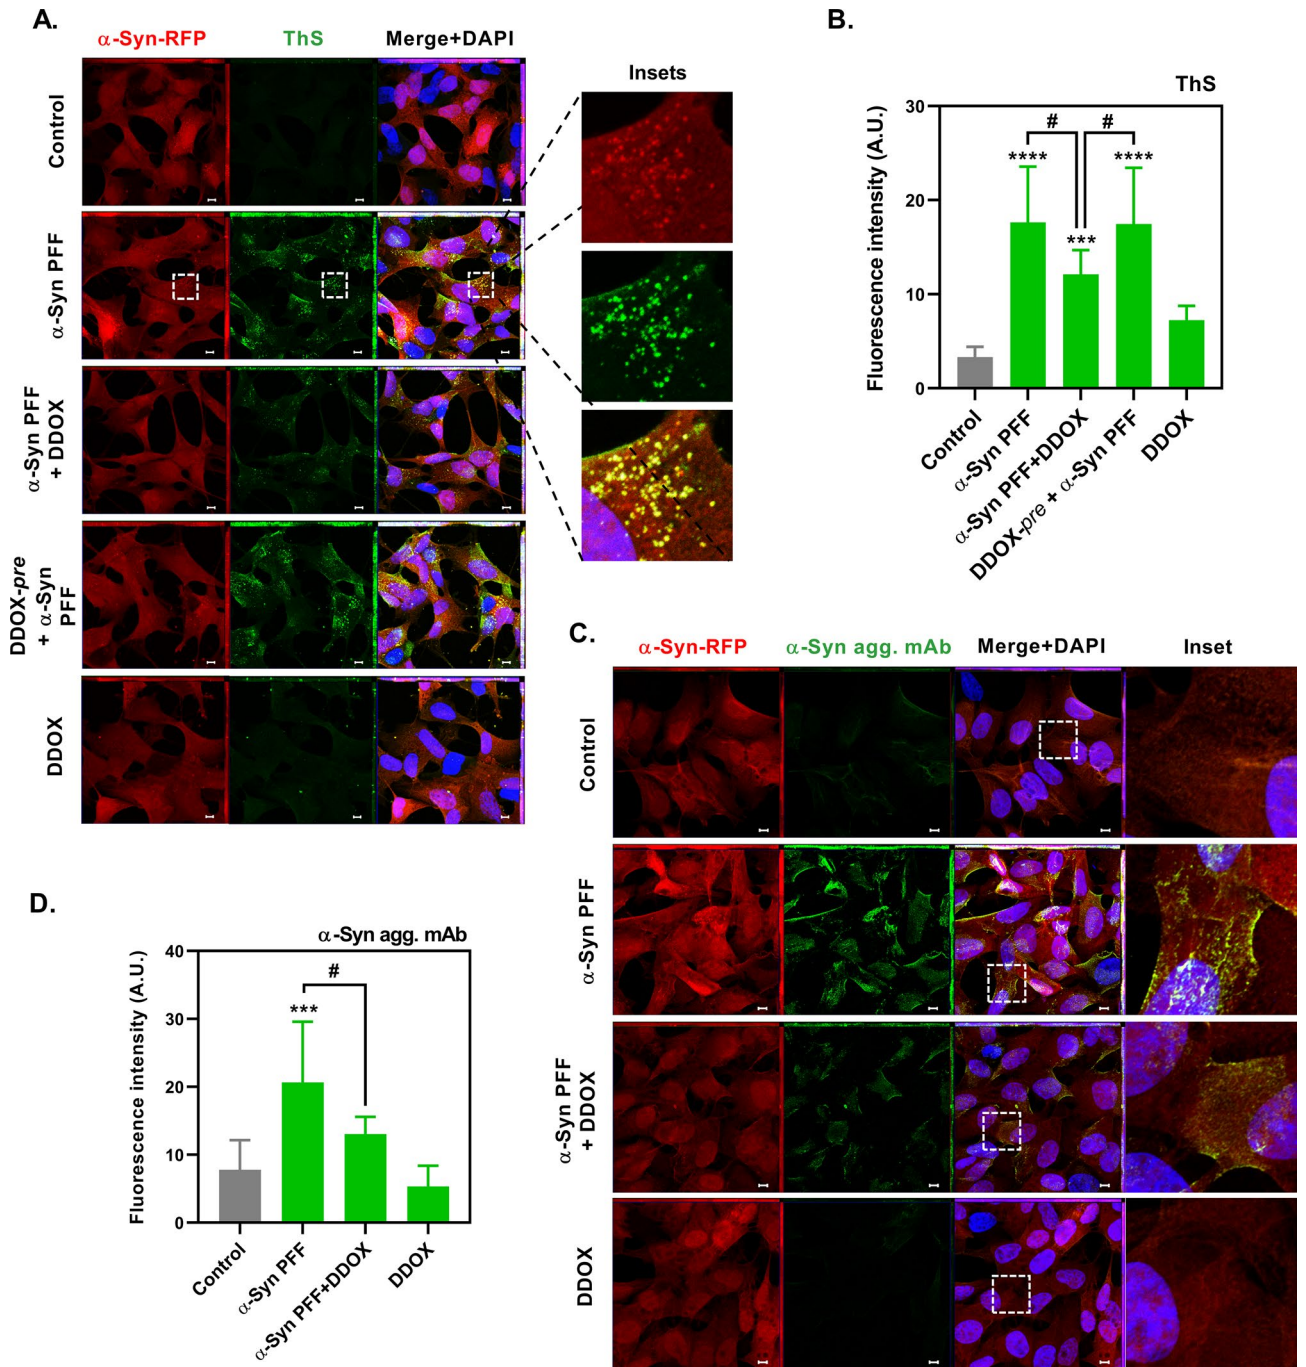 A.
α-Syn-RFP ThS Merge+DAPI
Insets
Control
α-Syn PFF
α-Syn PFF
+ DDOX
DDOX-pre
+ α-Syn
PFF
DDOX
B.
ThS
Fluorescence intensity (A.U.)
30
20
10
0
#
#
****
***
****
Control
α-Syn PFF
α-Syn PFF+DDOX
DDOX-pre + α-Syn PFF
DDOX
C.
α-Syn-RFP α-Syn agg. mAb Merge+DAPI Inset
Control
α-Syn PFF
α-Syn PFF
+ DDOX
DDOX
D.
α-Syn agg. mAb
Fluorescence intensity (A.U.)
40
30
20
10
0
#
***
Control
α-Syn PFF
α-Syn PFF+DDOX
DDOX